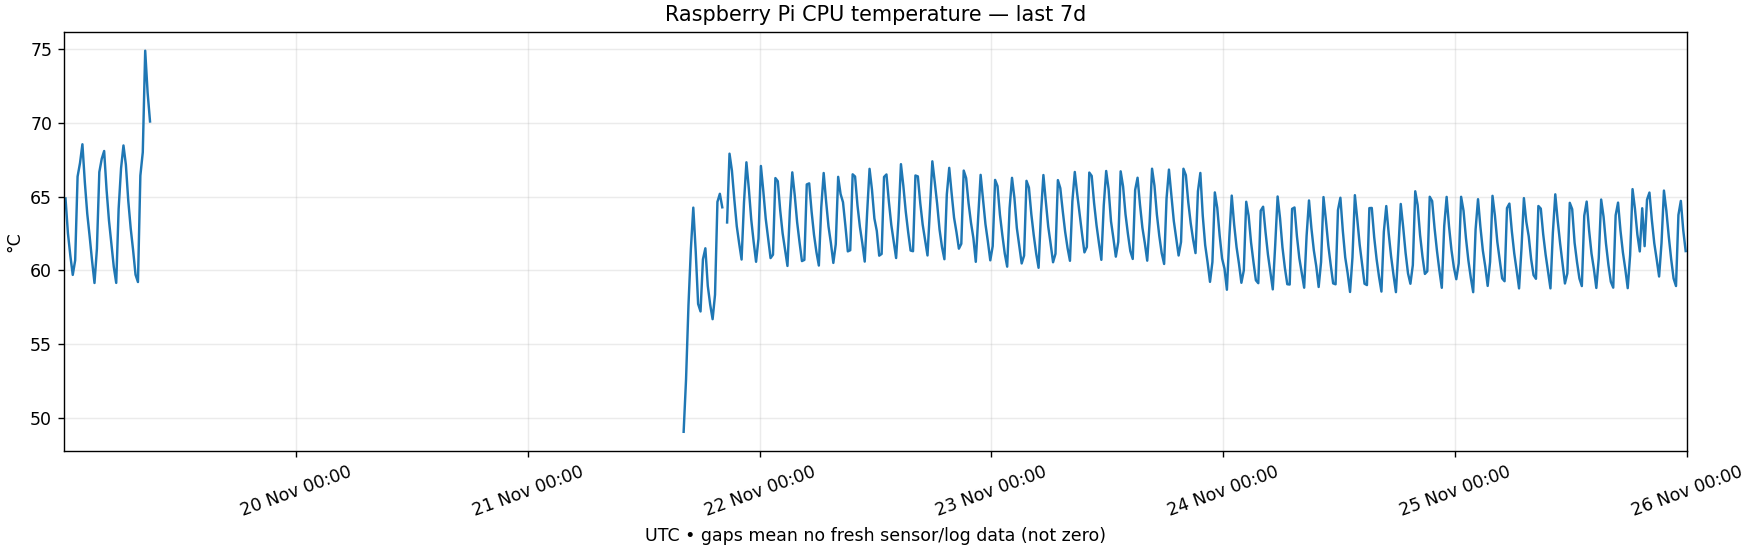 Raspberry Pi CPU temperature — last 7d
75
70
65
60
55
50
°C
20 Nov 00:00
21 Nov 00:00
22 Nov 00:00
23 Nov 00:00
24 Nov 00:00
25 Nov 00:00
26 Nov 00:00
UTC • gaps mean no fresh sensor/log data (not zero)